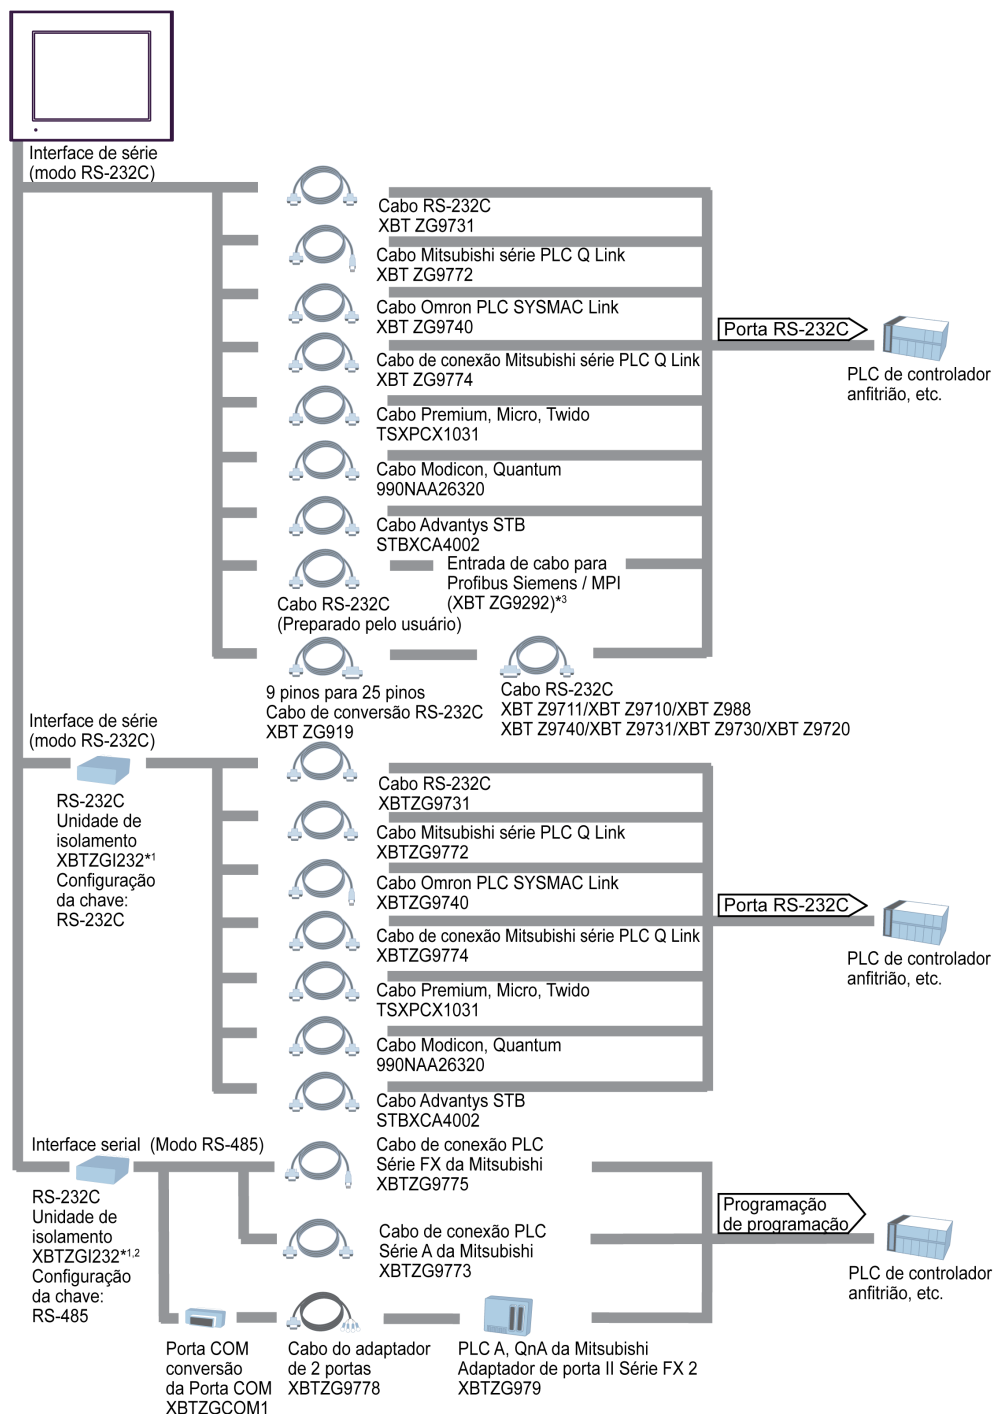 Interface de série
(modo RS-232C)
Cabo RS-232C
XBT ZG9731
Cabo Mitsubishi série PLC Q Link
XBT ZG9772
Cabo Omron PLC SYSMAC Link
XBT ZG9740
Porta RS-232C
Cabo de conexão Mitsubishi série PLC Q Link
XBT ZG9774
PLC de controlador
anfitrião, etc.
Cabo Premium, Micro, Twido
TSXPCX1031
Cabo Modicon, Quantum
990NAA26320
Cabo Advantys STB
STBXCA4002
Entrada de cabo para
Profibus Siemens / MPI
(XBT ZG9292)*3
Cabo RS-232C
(Preparado pelo usuário)
9 pinos para 25 pinos
Cabo de conversão RS-232C
XBT ZG919
Cabo RS-232C
XBT Z9711/XBT Z9710/XBT Z988
XBT Z9740/XBT Z9731/XBT Z9730/XBT Z9720
Interface de série
(modo RS-232C)
RS-232C
Unidade de
isolamento
XBTZGI232*1
Configuração
da chave:
RS-232C
Cabo RS-232C
XBTZG9731
Cabo Mitsubishi série PLC Q Link
XBTZG9772
Cabo Omron PLC SYSMAC Link
XBTZG9740
Porta RS-232C
Cabo de conexão Mitsubishi série PLC Q Link
XBTZG9774
PLC de controlador
anfitrião, etc.
Cabo Premium, Micro, Twido
TSXPCX1031
Cabo Modicon, Quantum
990NAA26320
Cabo Advantys STB
STBXCA4002
Interface serial (Modo RS-485)
RS-232C
Unidade de
isolamento
XBTZGI232*1,2
Configuração
da chave:
RS-485
Cabo de conexão PLC
Série FX da Mitsubishi
XBTZG9775
Cabo de conexão PLC
Série A da Mitsubishi
XBTZG9773
Programação
de programação
PLC de controlador
anfitrião, etc.
Porta COM
conversão
da Porta COM
XBTZGCOM1
Cabo do adaptador
de 2 portas
XBTZG9778
PLC A, QnA da Mitsubishi
Adaptador de porta II Série FX 2
XBTZG979